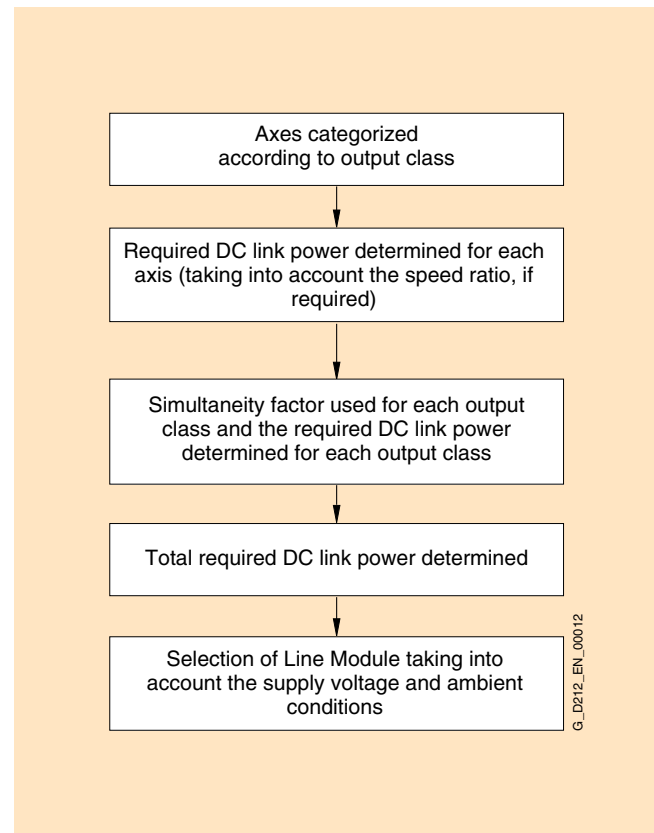 Axes categorized
according to output class
Required DC link power determined for each
axis (taking into account the speed ratio, if
required)
Simultaneity factor used for each output
class and the required DC link power
determined for each output class
Total required DC link power determined
Selection of Line Module taking into
account the supply voltage and ambient
conditions
G_D212_EN_00012